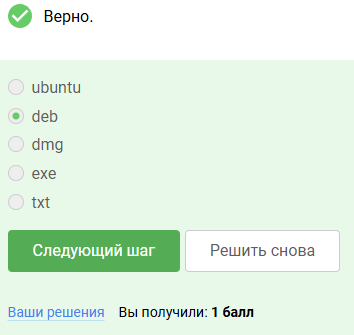 Верно.
ubuntu
deb
dmg
exe
txt
Следующий шаг Решить снова
Ваши решения Вы получили: 1 балл